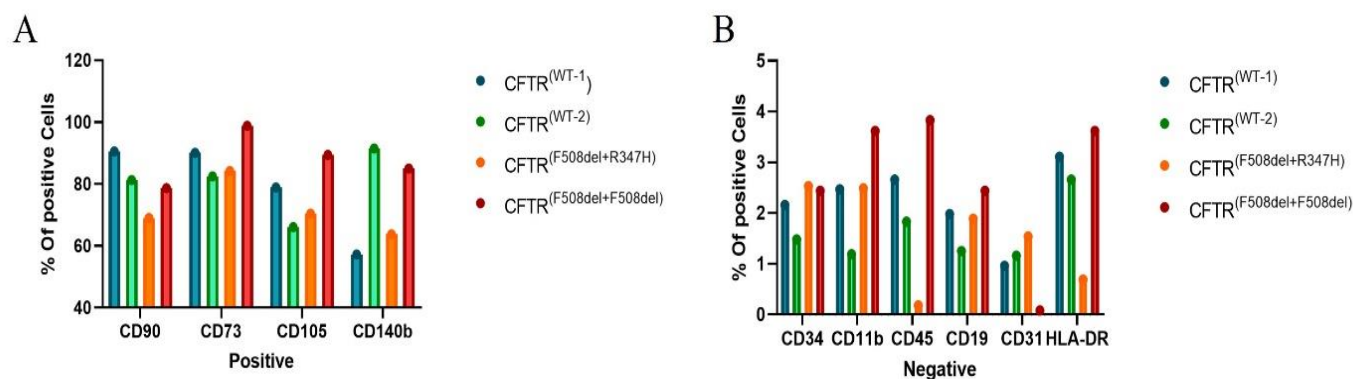 A
% Of positive Cells
120
100
80
60
40
CD90 CD73 CD105 CD140b
Positive
CFTR(WT-1)
CFTR(WT-2)
CFTR(F508del+R347H)
CFTR(F508del+F508del)
B
% Of positive Cells
5
4
3
2
1
0
CD34 CD11b CD45 CD19 CD31 HLA-DR
Negative
CFTR(WT-1)
CFTR(WT-2)
CFTR(F508del+R347H)
CFTR(F508del+F508del)